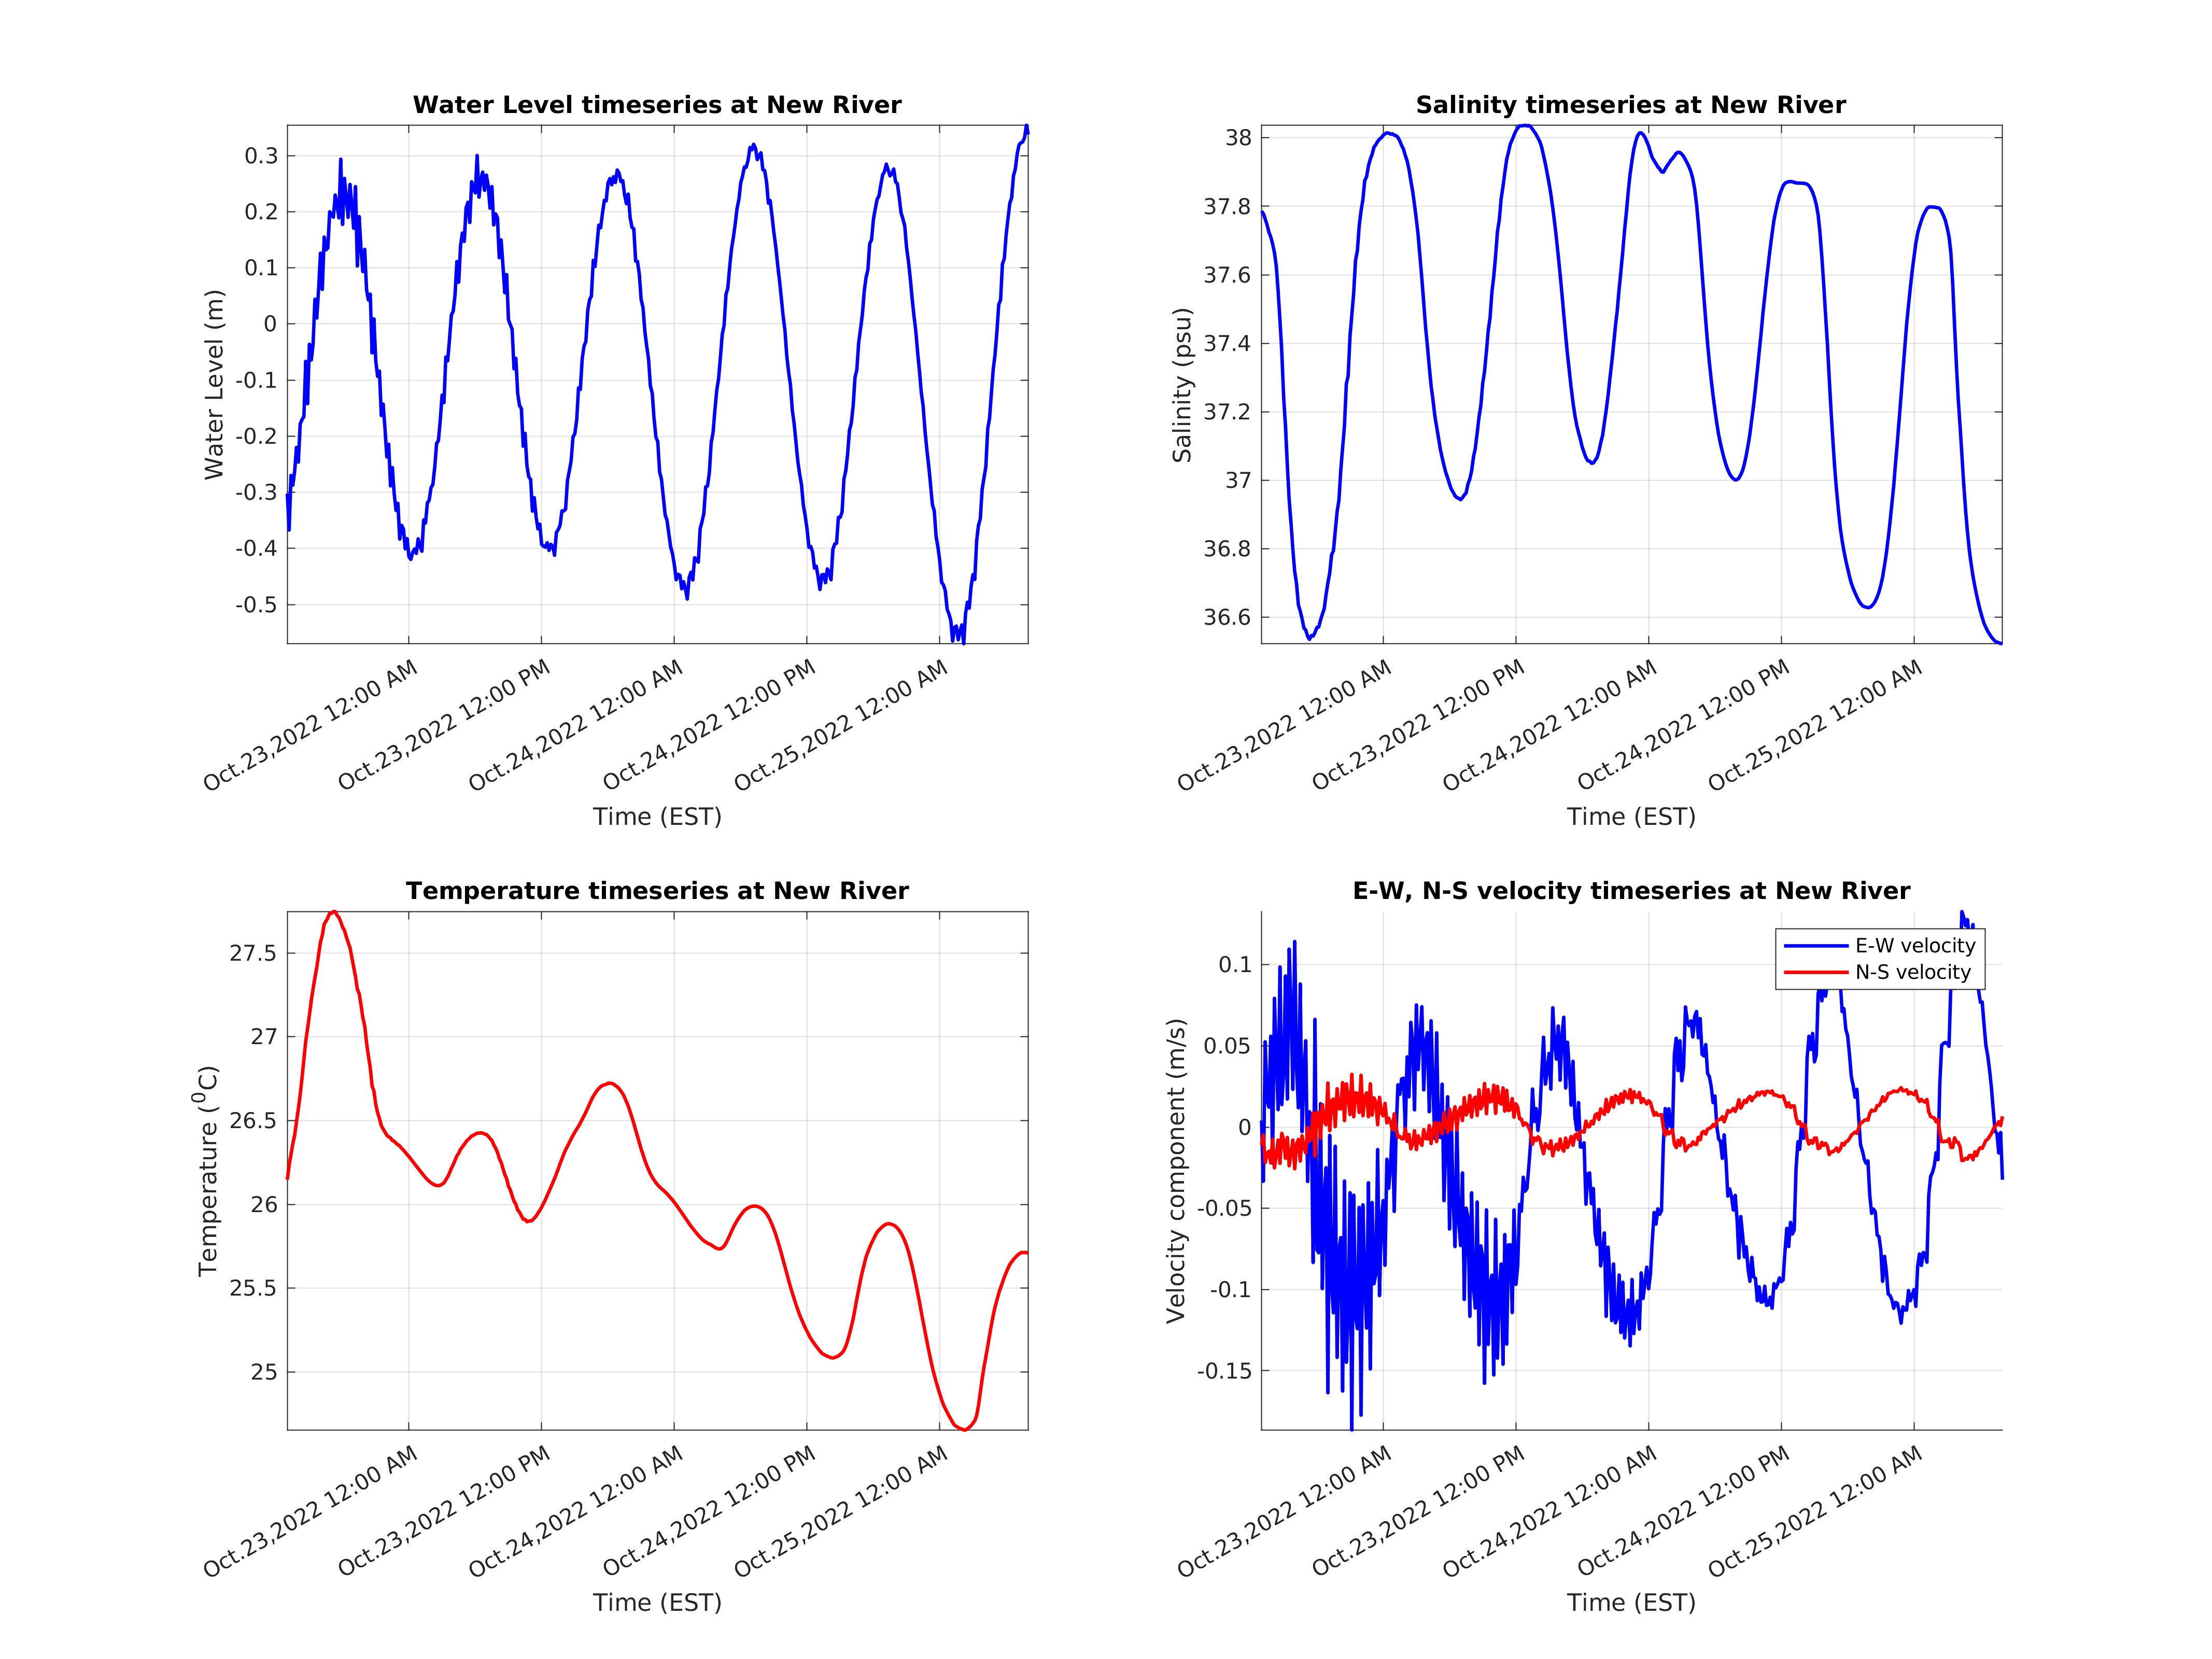 Water Level timeseries at New River
Water Level (m)
0.3
0.2
0.1
0
-0.1
-0.2
-0.3
-0.4
-0.5
Oct.23,2022 12:00 AM
Oct.23,2022 12:00 PM
Oct.24,2022 12:00 AM
Oct.24,2022 12:00 PM
Oct.25,2022 12:00 AM
Time (EST)
Salinity timeseries at New River
Salinity (psu)
38
37.8
37.6
37.4
37.2
37
36.8
36.6
Oct.23,2022 12:00 AM
Oct.23,2022 12:00 PM
Oct.24,2022 12:00 AM
Oct.24,2022 12:00 PM
Oct.25,2022 12:00 AM
Time (EST)
Temperature timeseries at New River
Temperature (⁰C)
27.5
27
26.5
26
25.5
25
Oct.23,2022 12:00 AM
Oct.23,2022 12:00 PM
Oct.24,2022 12:00 AM
Oct.24,2022 12:00 PM
Oct.25,2022 12:00 AM
Time (EST)
E-W, N-S velocity timeseries at New River
Velocity component (m/s)
0.1
0.05
0
-0.05
-0.1
-0.15
E-W velocity
N-S velocity
Oct.23,2022 12:00 AM
Oct.23,2022 12:00 PM
Oct.24,2022 12:00 AM
Oct.24,2022 12:00 PM
Oct.25,2022 12:00 AM
Time (EST)